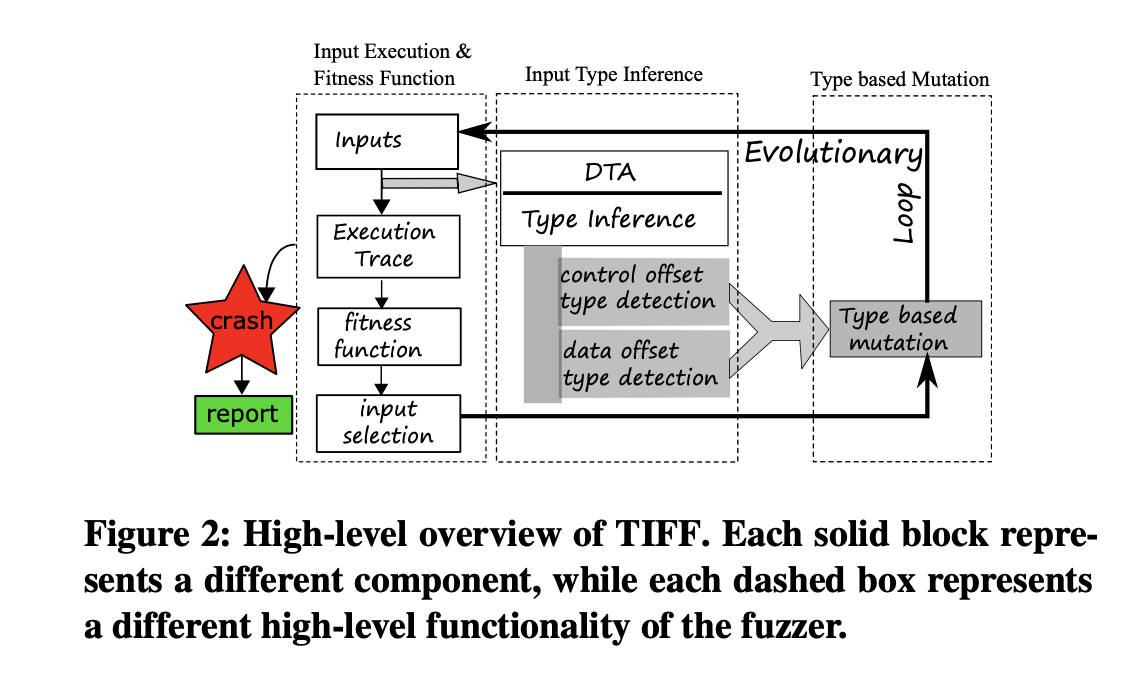 Input Execution &
Fitness Function
Input Type Inference
Type based Mutation
Inputs
Execution
Trace
fitness
function
input
selection
crash
report
DTA
Type Inference
control offset
type detection
data offset
type detection
Evolutionary
Loop
Type based
mutation
Figure 2: High-level overview of TIFF. Each solid block repre-
sents a different component, while each dashed box represents
a different high-level functionality of the fuzzer.